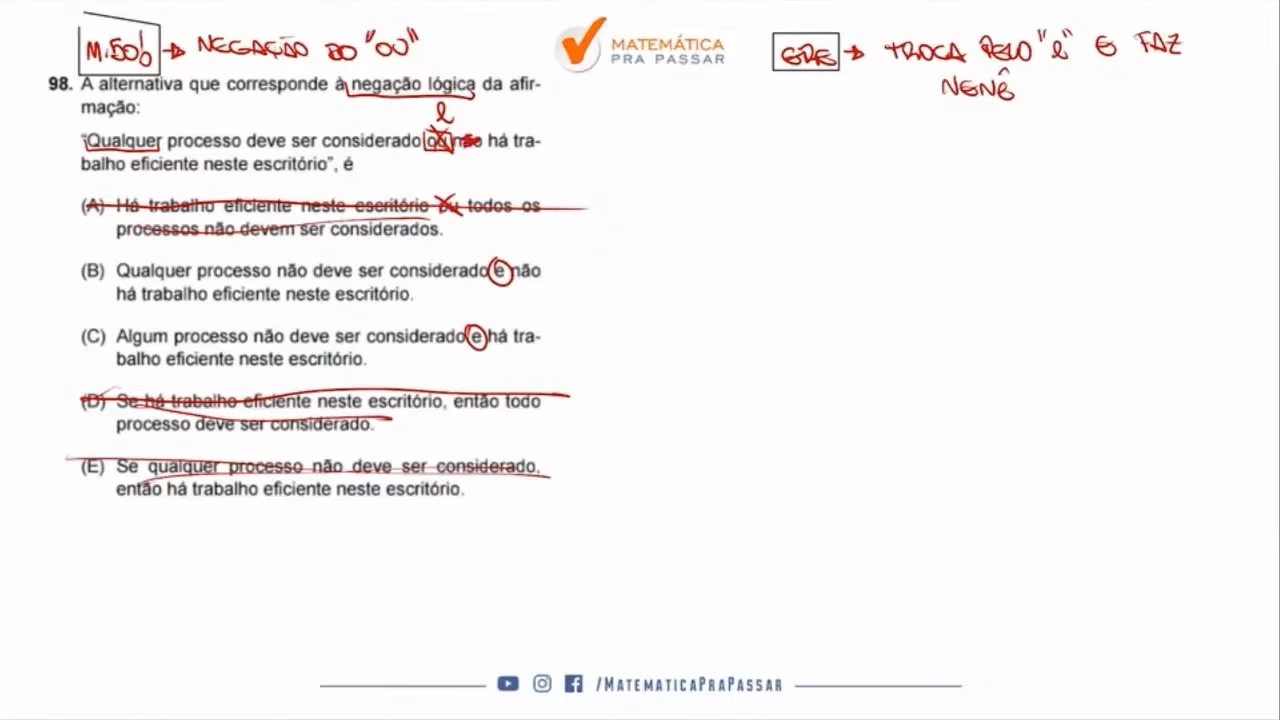 M.50% → NEGAÇÃO DO "OU"
MATEMÁTICA
PRA PASSAR
→ TROCA PELO "e" E FAZ
NENÊ
98. A alternativa que corresponde à negação lógica da afir-
mação:
e
"Qualquer processo deve ser considerado ou não há tra-
balho eficiente neste escritório", é
(A) Há trabalho eficiente neste escritório ou todos os
processos não devem ser considerados.
(B) Qualquer processo não deve ser considerado e não
há trabalho eficiente neste escritório.
(C) Algum processo não deve ser considerado e há tra-
balho eficiente neste escritório.
(D) Se há trabalho eficiente neste escritório, então todo
processo deve ser considerado.
(E) Se qualquer processo não deve ser considerado,
então há trabalho eficiente neste escritório.
/MATEMATICAPRAPASSAR